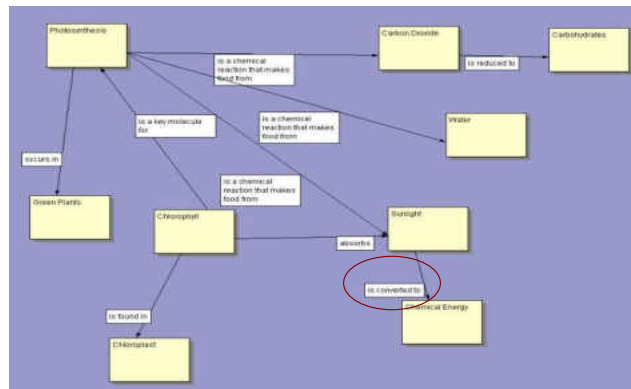 Photosynthesis
Carbon Dioxide
Carbohydrates
is a chemical
reaction that makes
food from
is reduced to
is a key molecule
for
is a chemical
reaction that makes
food from
Water
occurs in
is a chemical
reaction that makes
food from
Green Plants
Chlorophyll
Sunlight
absorbs
is converted to
Chemical Energy
is found in
Chloroplast